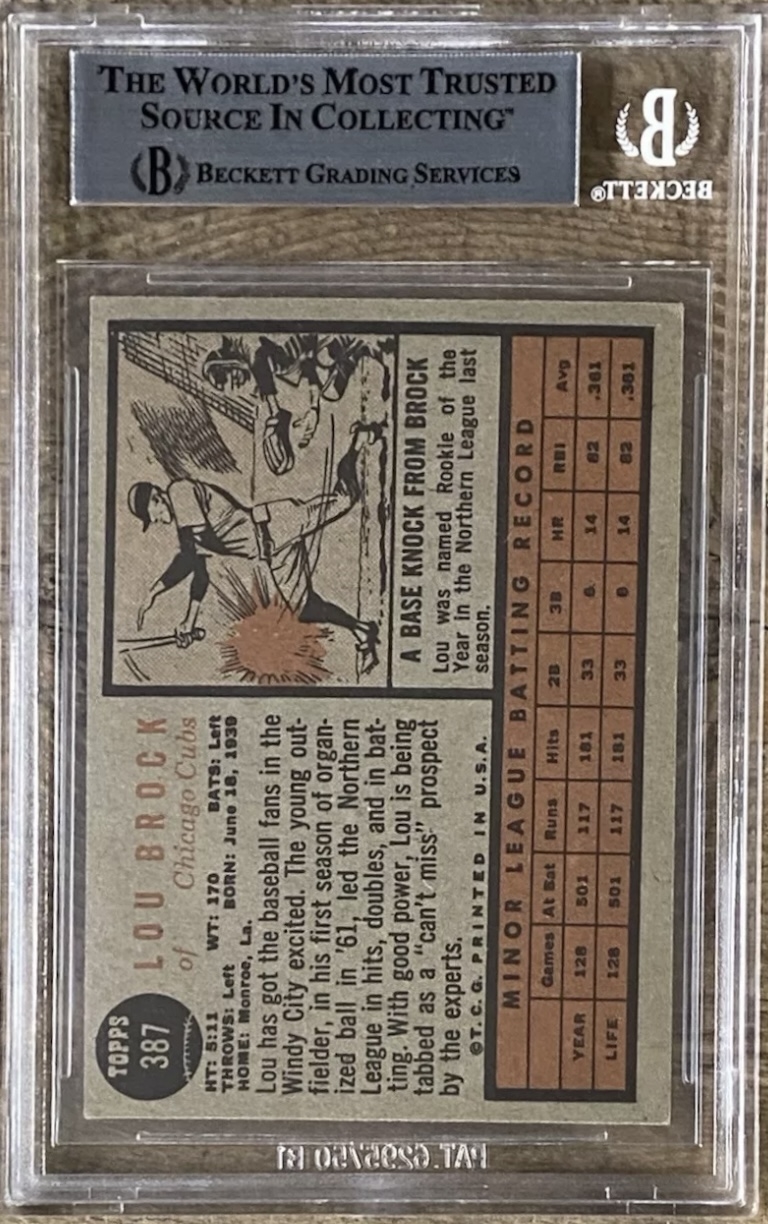 THE WORLD'S MOST TRUSTED
SOURCE IN COLLECTING™
B BECKETT GRADING SERVICES
B
BECKETT®
TOPPS
387
LOU BROCK
of Chicago Cubs
HT: 5:11 WT: 170 BATS: Left
THROWS: Left BORN: June 18, 1939
HOME: Monroe, La.
Lou has got the baseball fans in the
Windy City excited. The young out-
fielder, in his first season of organ-
ized ball in '61, led the Northern
League in hits, doubles, and in bat-
ting. With good power, Lou is being
tabbed as a "can't miss" prospect
by the experts.
©T.C.G. PRINTED IN U.S.A.
A BASE KNOCK FROM BROCK
Lou was named Rookie of the
Year in the Northern League last
season.
MINOR LEAGUE BATTING RECORD
Games At Bat Runs Hits 2B 3B HR RBI Avg
YEAR 128 501 117 181 33 6 14 82 .361
LIFE 128 501 117 181 33 6 14 82 .361